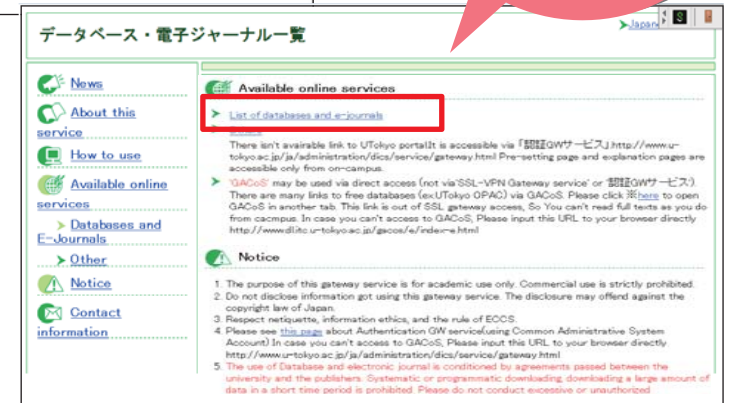 データベース・電子ジャーナル一覧
Japan
News
About this
service
How to use
Available online
services
Databases and
E-Journals
Other
Notice
Contact
information
Available online services
List of databases and e-journals
There isn't avairable link to UTokyo portal.It is accessible via「認証GWサービス」http://www.u-
tokyo.ac.jp/ja/administration/dics/service/gateway.html Pre-setting page and explanation pages are
accessible only from on-campus.
'GACoS' may be used via direct access (not via'SSL-VPN Gateway service' or '認証GWサービス').
There are many links to free databases (ex.UTokyo OPAC) via GACoS. Please click ※here to open
GACoS in another tab. This link is out of SSL gateway access, So You can't read full texts as you do
from cacmpus. In case you can't access to GACoS, Please input this URL to your browser directly
http://www.dl.itc.u-tokyo.ac.jp/gacos/e/index-e.html
Notice
1. The purpose of this gateway service is for academic use only. Commercial use is strictly prohibited.
2. Do not disclose information got using this gateway service. The disclosure may offend against the
copyright law of Japan.
3. Respect netiquette, information ethics, and the rule of ECCS.
4. Please see this page about Authentication GW service(using Common Administrative System
Account) In case you can't access to GACoS, Please input this URL to your browser directly
http://www.u-tokyo.ac.jp/ja/administration/dics/service/gateway.html
5. The use of Database and electronic journal is conditioned by agreements passed between the
university and the publishers. Systematic or programmatic downloading, downloading a large amount of
data in a short time period is prohibited. Please do not conduct excessive or unauthorized